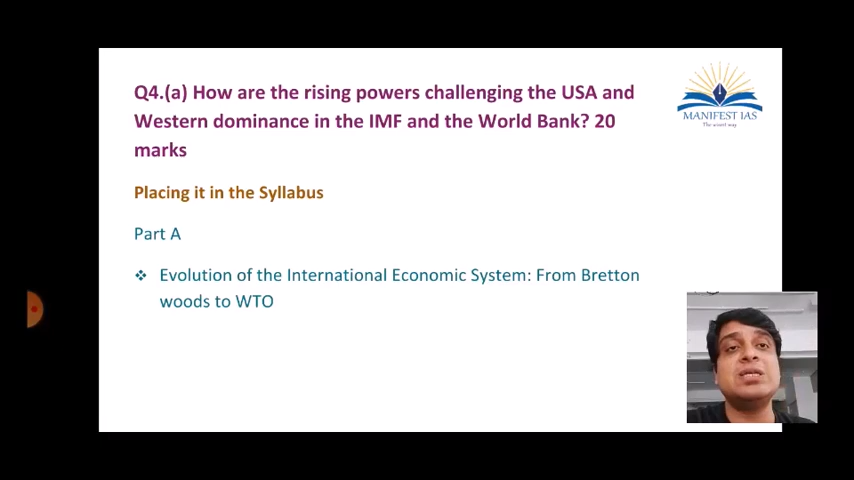 Q4.(a) How are the rising powers challenging the USA and
Western dominance in the IMF and the World Bank? 20
marks
MANIFEST IAS
Placing it in the Syllabus
Part A
❖ Evolution of the International Economic System: From Bretton
woods to WTO